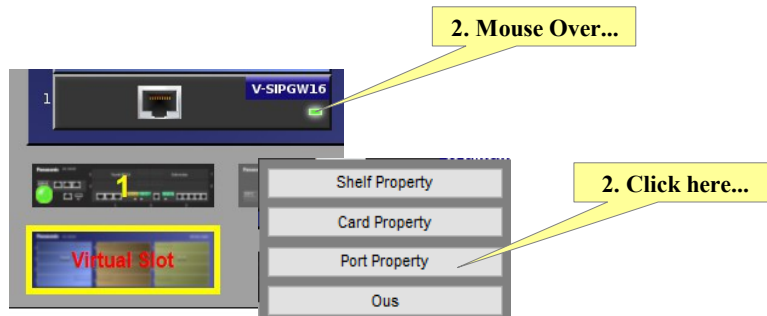 2. Mouse Over...
V-SIPGW16
1
1
Virtual Slot
Shelf Property
Card Property
Port Property
Ous
2. Click here...